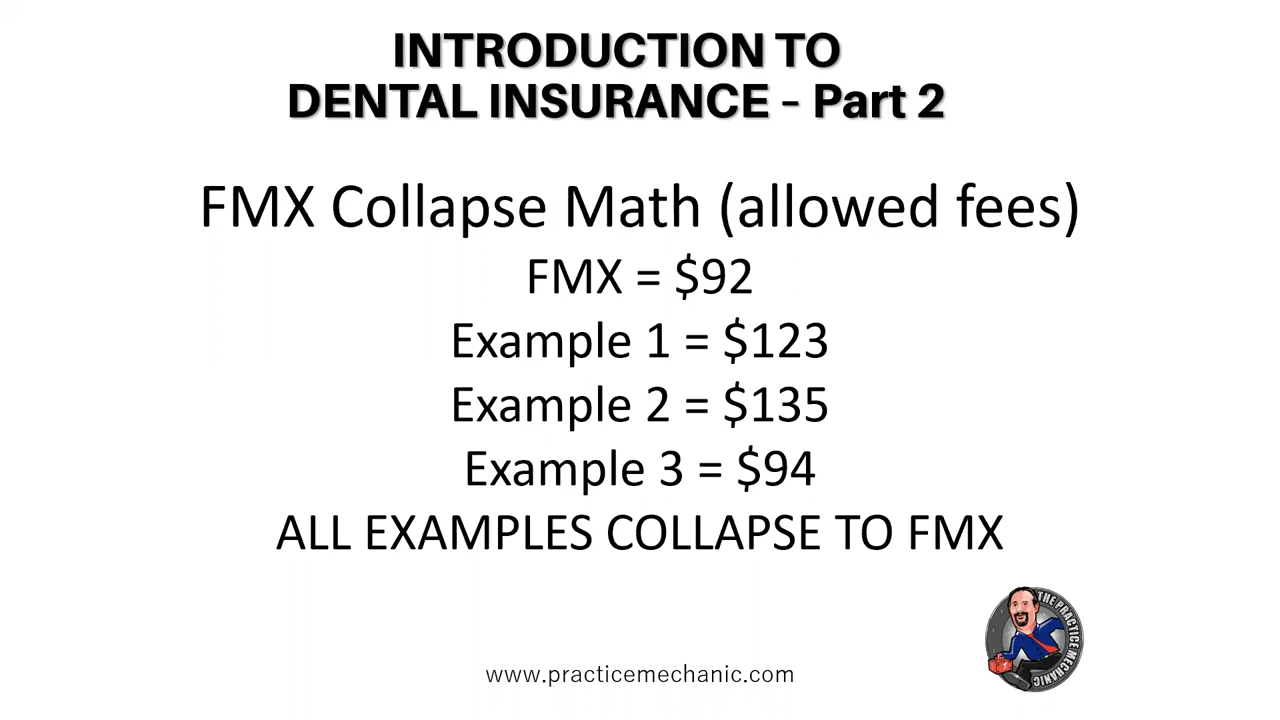 INTRODUCTION TO
DENTAL INSURANCE – Part 2
FMX Collapse Math (allowed fees)
FMX = $92
Example 1 = $123
Example 2 = $135
Example 3 = $94
ALL EXAMPLES COLLAPSE TO FMX
THE PRACTICE MECHANIC
www.practicemechanic.com